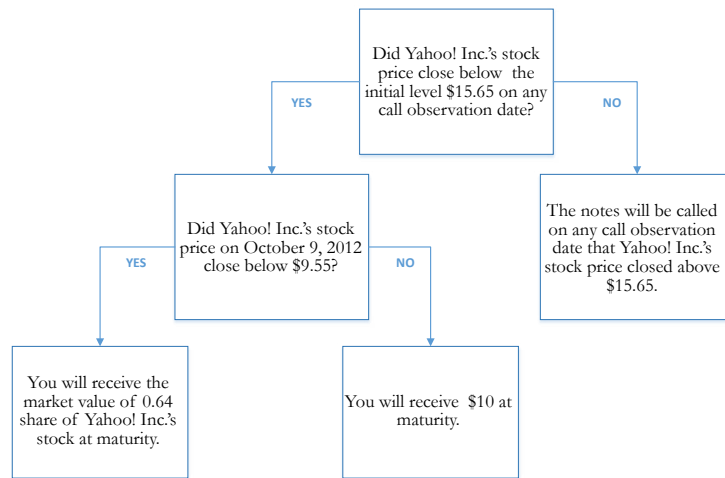 Did Yahoo! Inc.'s stock
price close below the
initial level $15.65 on any
call observation date?
YES
NO
Did Yahoo! Inc.'s stock
price on October 9, 2012
close below $9.55?
The notes will be called
on any call observation
date that Yahoo! Inc.'s
stock price closed above
$15.65.
YES
NO
You will receive the
market value of 0.64
share of Yahoo! Inc.'s
stock at maturity.
You will receive $10 at
maturity.